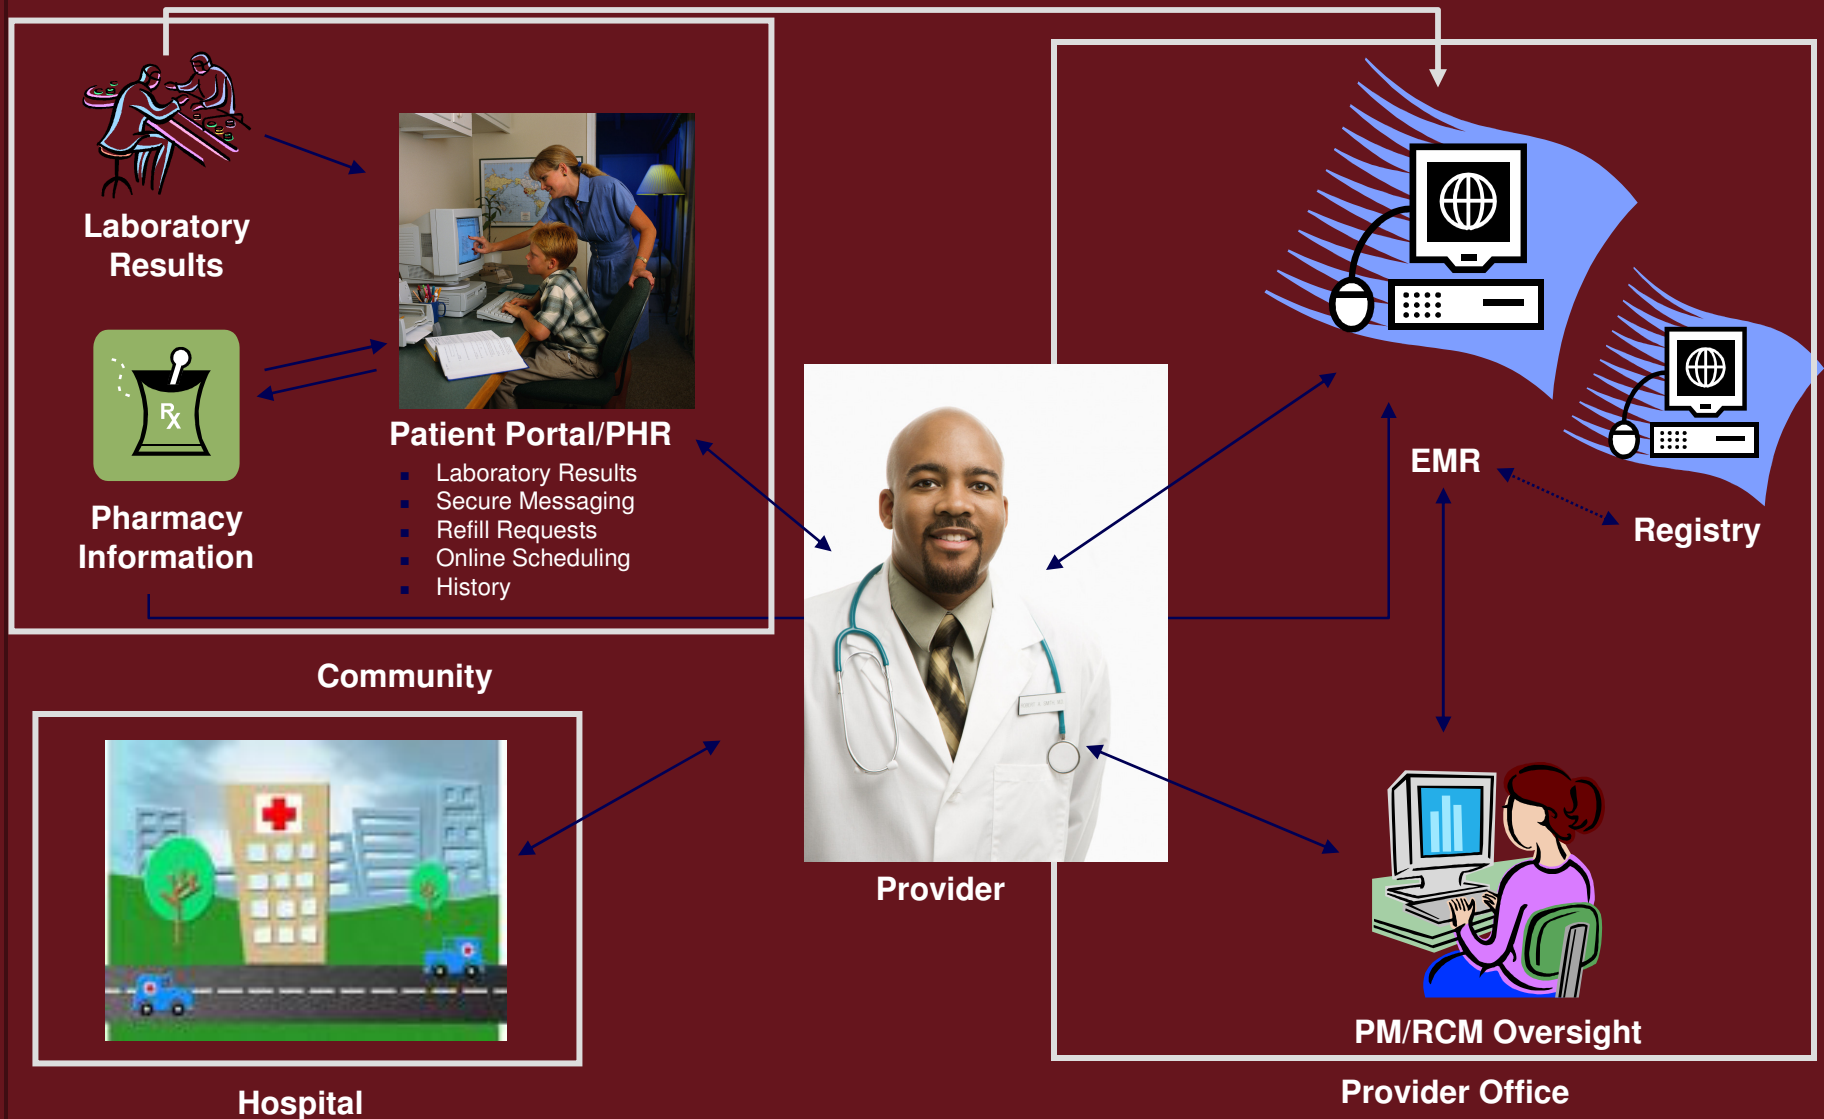 Laboratory
Results
Rx
Pharmacy
Information
Patient Portal/PHR
Laboratory Results
Secure Messaging
Refill Requests
Online Scheduling
History
Community
Hospital
Provider
EMR
Registry
PM/RCM Oversight
Provider Office